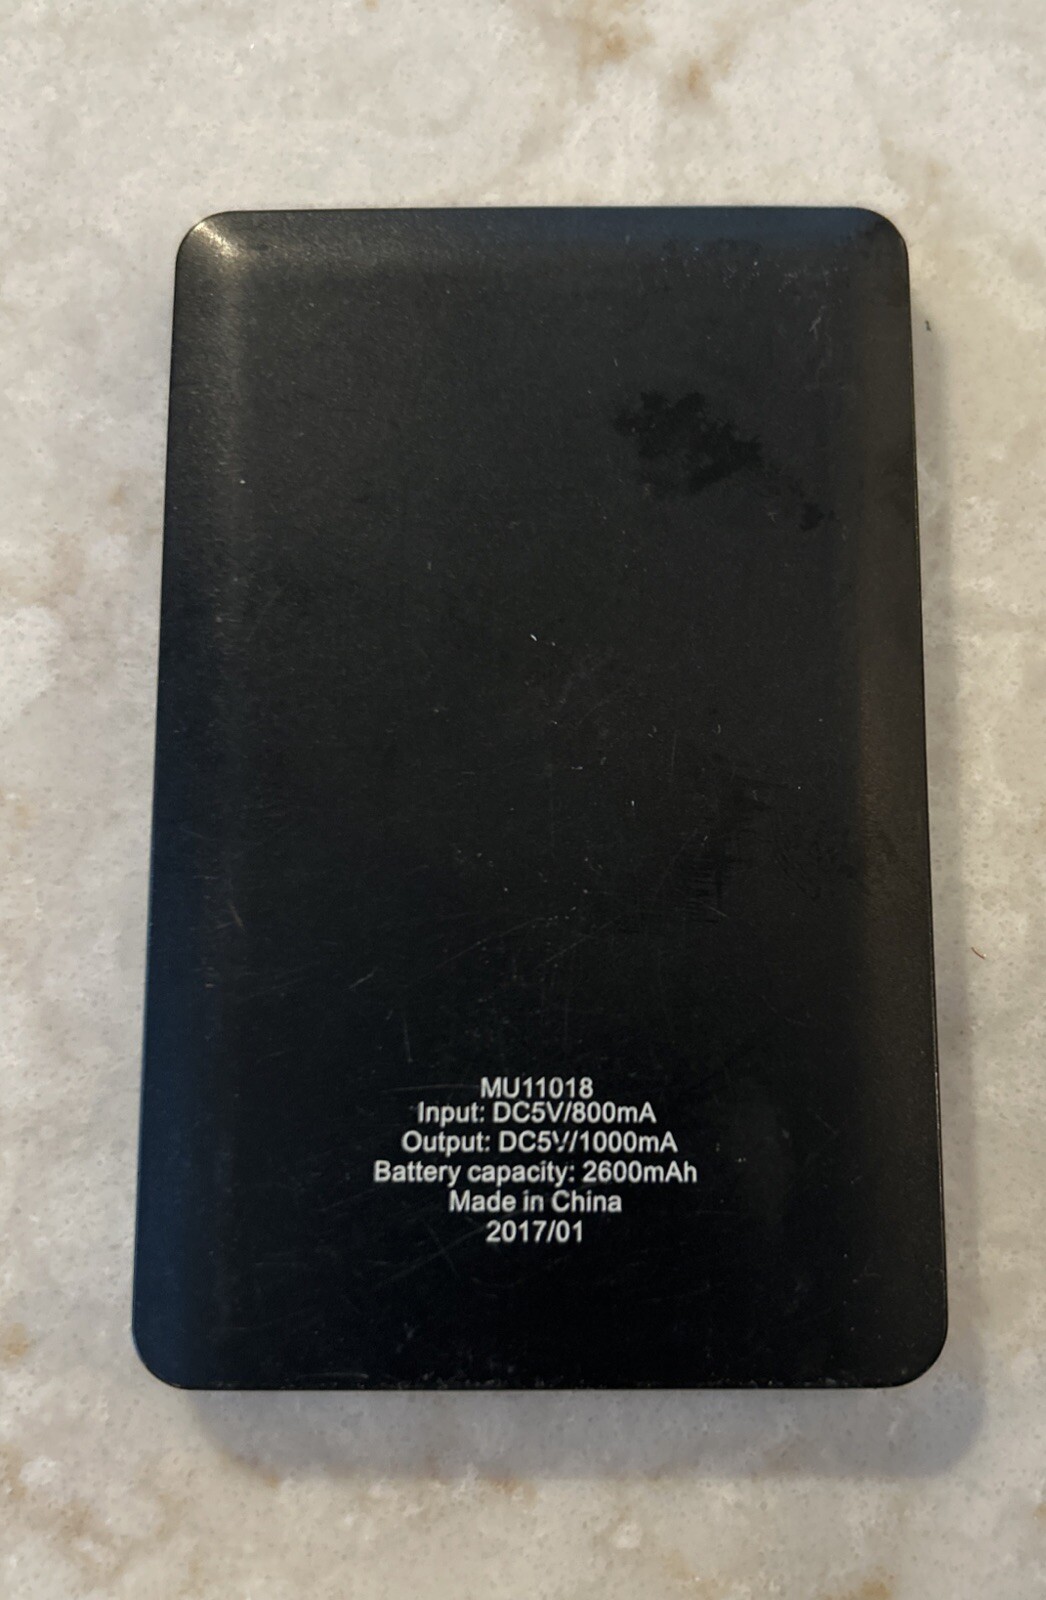 MU11018
Input: DC5V/800mA
Output: DC5V/1000mA
Battery capacity: 2600mAh
Made in China
2017/01